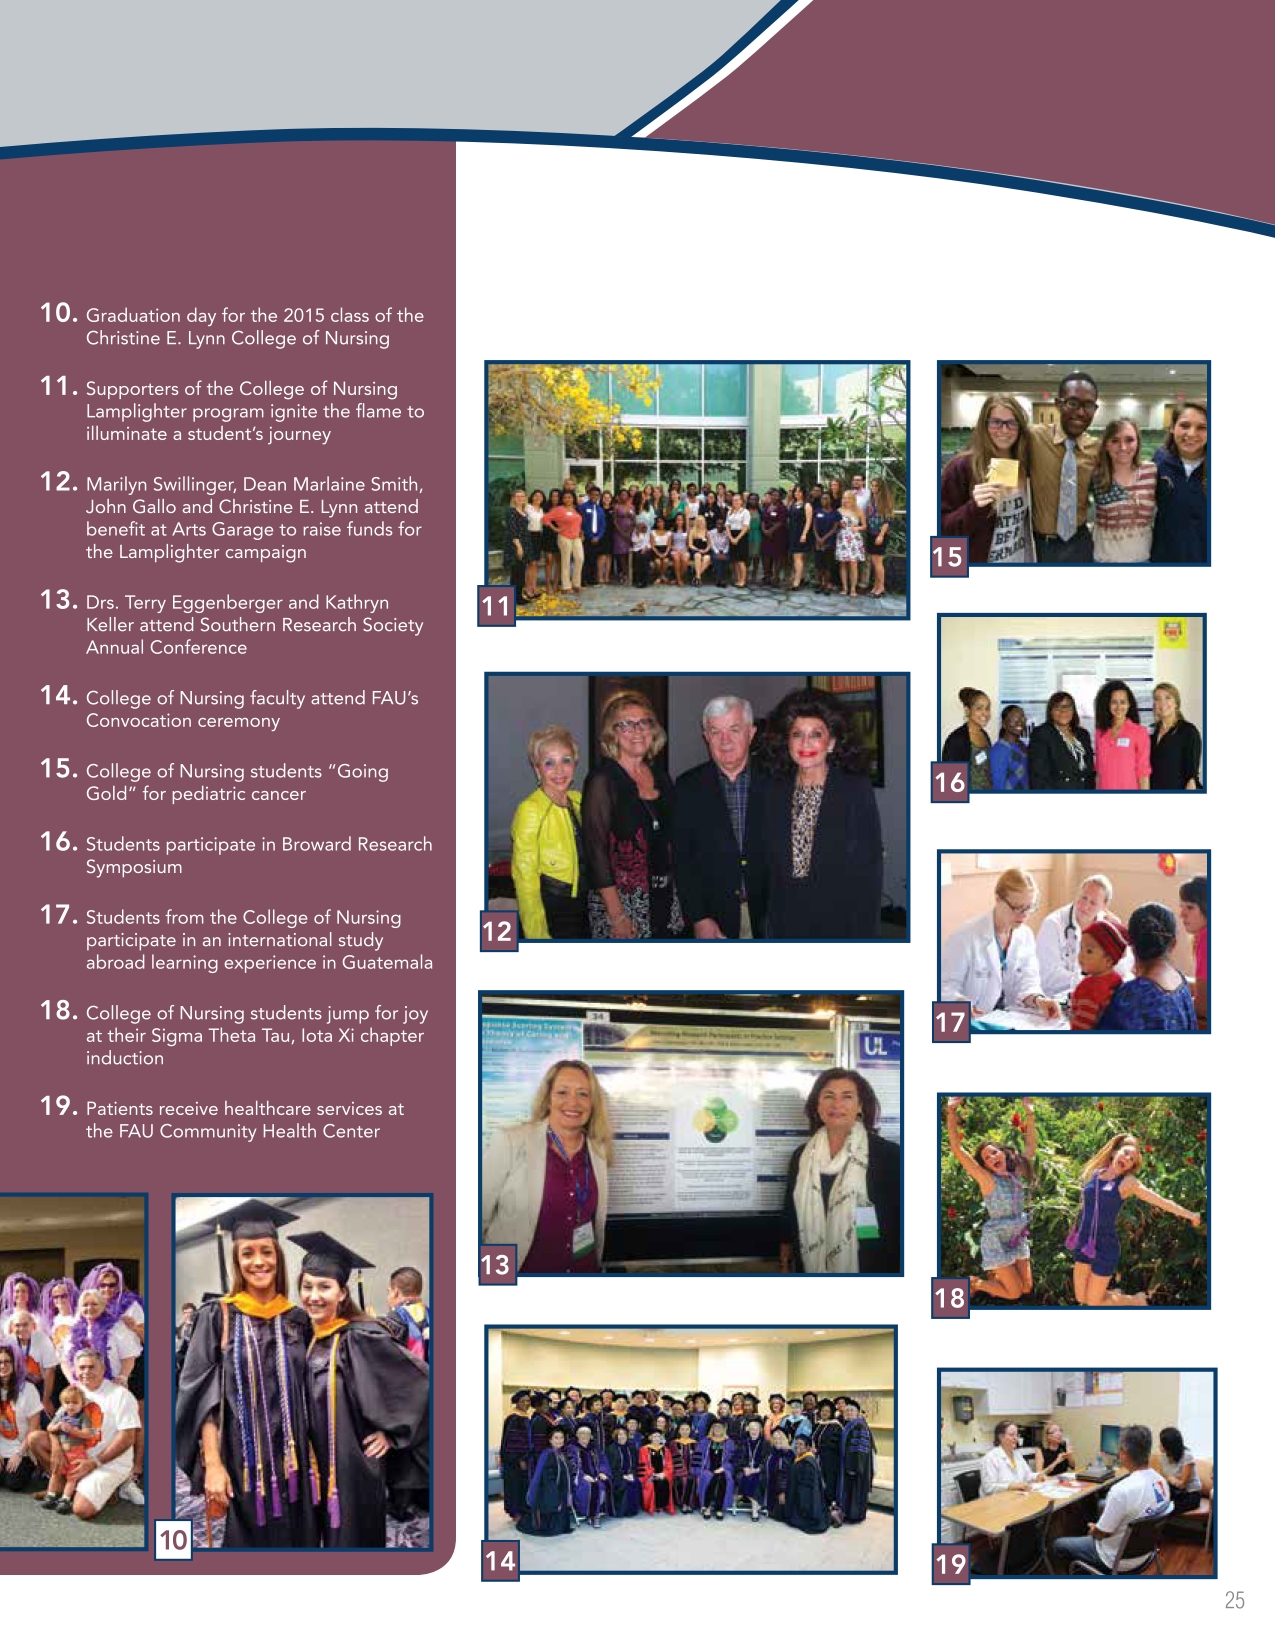 10. Graduation day for the 2015 class of the
Christine E. Lynn College of Nursing
11. Supporters of the College of Nursing
Lamplighter program ignite the flame to
illuminate a student's journey
12. Marilyn Swillinger, Dean Marlaine Smith,
John Gallo and Christine E. Lynn attend
benefit at Arts Garage to raise funds for
the Lamplighter campaign
13. Drs. Terry Eggenberger and Kathryn
Keller attend Southern Research Society
Annual Conference
14. College of Nursing faculty attend FAU's
Convocation ceremony
15. College of Nursing students “Going
Gold” for pediatric cancer
16. Students participate in Broward Research
Symposium
17. Students from the College of Nursing
participate in an international study
abroad learning experience in Guatemala
18. College of Nursing students jump for joy
at their Sigma Theta Tau, Iota Xi chapter
induction
19. Patients receive healthcare services at
the FAU Community Health Center
10
11
12
34
UL
13
14
I'D
BE
15
16
17
18
19
25